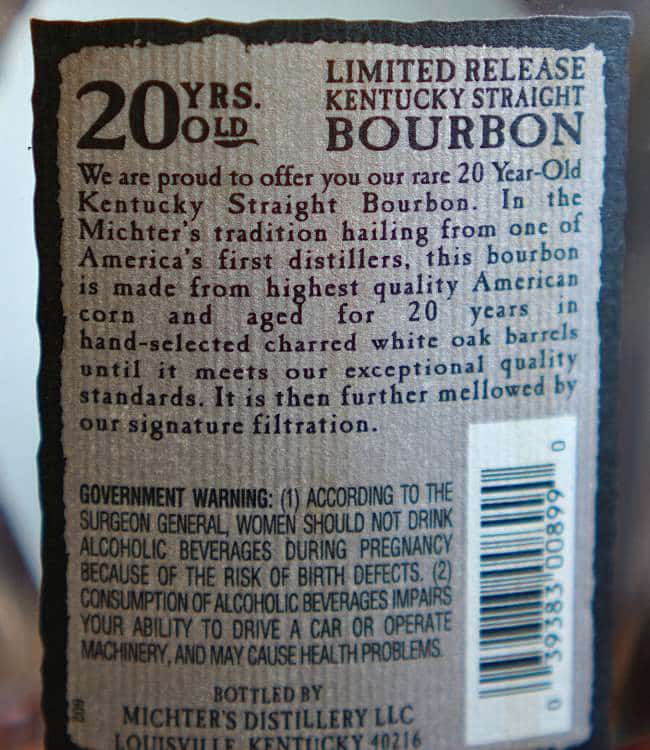 20 YRS. OLD
LIMITED RELEASE
KENTUCKY STRAIGHT
BOURBON
We are proud to offer you our rare 20 Year-Old
Kentucky Straight Bourbon. In the
Michter's tradition hailing from one of
America's first distillers, this bourbon
is made from highest quality American
corn and aged for 20 years in
hand-selected charred white oak barrels
until it meets our exceptional quality
standards. It is then further mellowed by
our signature filtration.
GOVERNMENT WARNING: (1) ACCORDING TO THE
SURGEON GENERAL, WOMEN SHOULD NOT DRINK
ALCOHOLIC BEVERAGES DURING PREGNANCY
BECAUSE OF THE RISK OF BIRTH DEFECTS. (2)
CONSUMPTION OF ALCOHOLIC BEVERAGES IMPAIRS
YOUR ABILITY TO DRIVE A CAR OR OPERATE
MACHINERY, AND MAY CAUSE HEALTH PROBLEMS.
BOTTLED BY
MICHTER'S DISTILLERY LLC
LOUISVILLE, KENTUCKY 40216
0 39383 00899 0